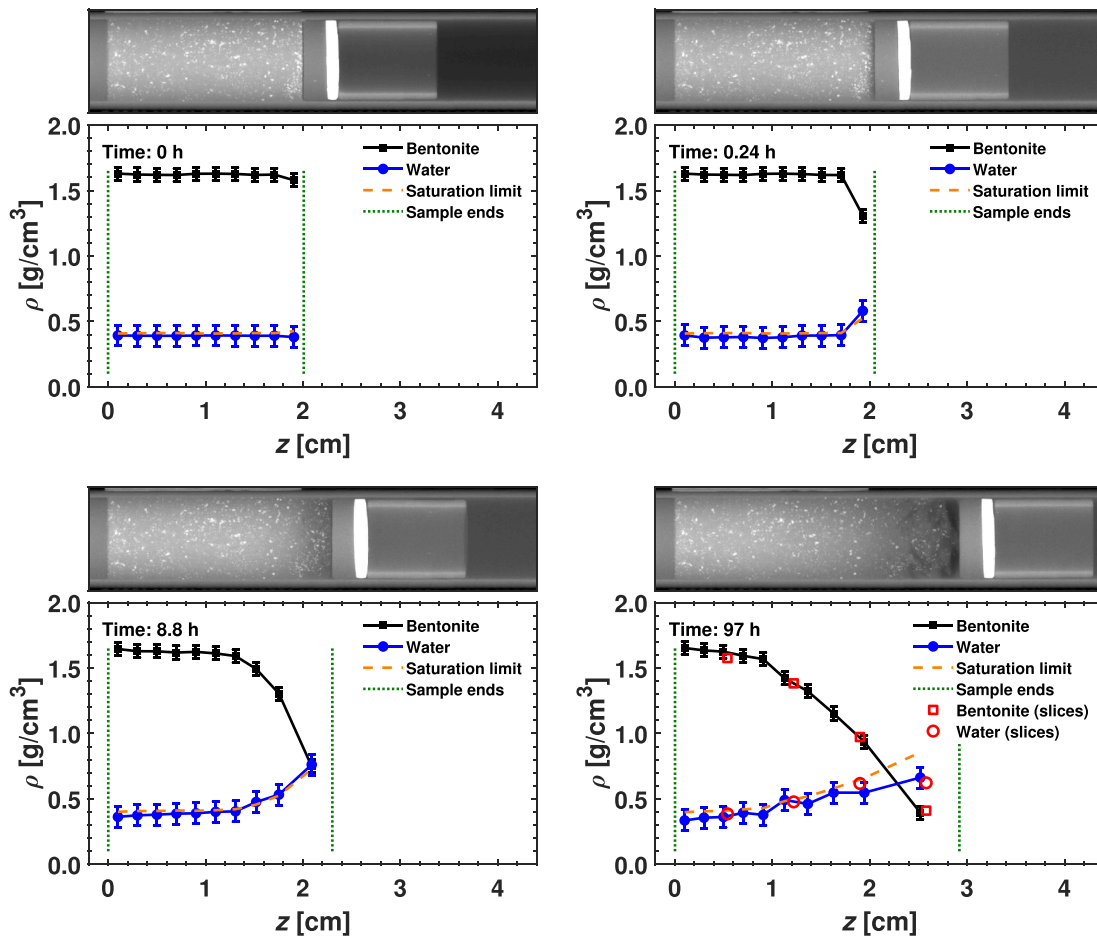 2.0
1.5
1.0
0.5
0.0
ρ [g/cm³]
Time: 0 h
Bentonite
Water
Saturation limit
Sample ends
0 1 2 3 4
z [cm]
2.0
1.5
1.0
0.5
0.0
ρ [g/cm³]
Time: 0.24 h
Bentonite
Water
Saturation limit
Sample ends
0 1 2 3 4
z [cm]
2.0
1.5
1.0
0.5
0.0
ρ [g/cm³]
Time: 8.8 h
Bentonite
Water
Saturation limit
Sample ends
0 1 2 3 4
z [cm]
2.0
1.5
1.0
0.5
0.0
ρ [g/cm³]
Time: 97 h
Bentonite
Water
Saturation limit
Sample ends
Bentonite (slices)
Water (slices)
0 1 2 3 4
z [cm]